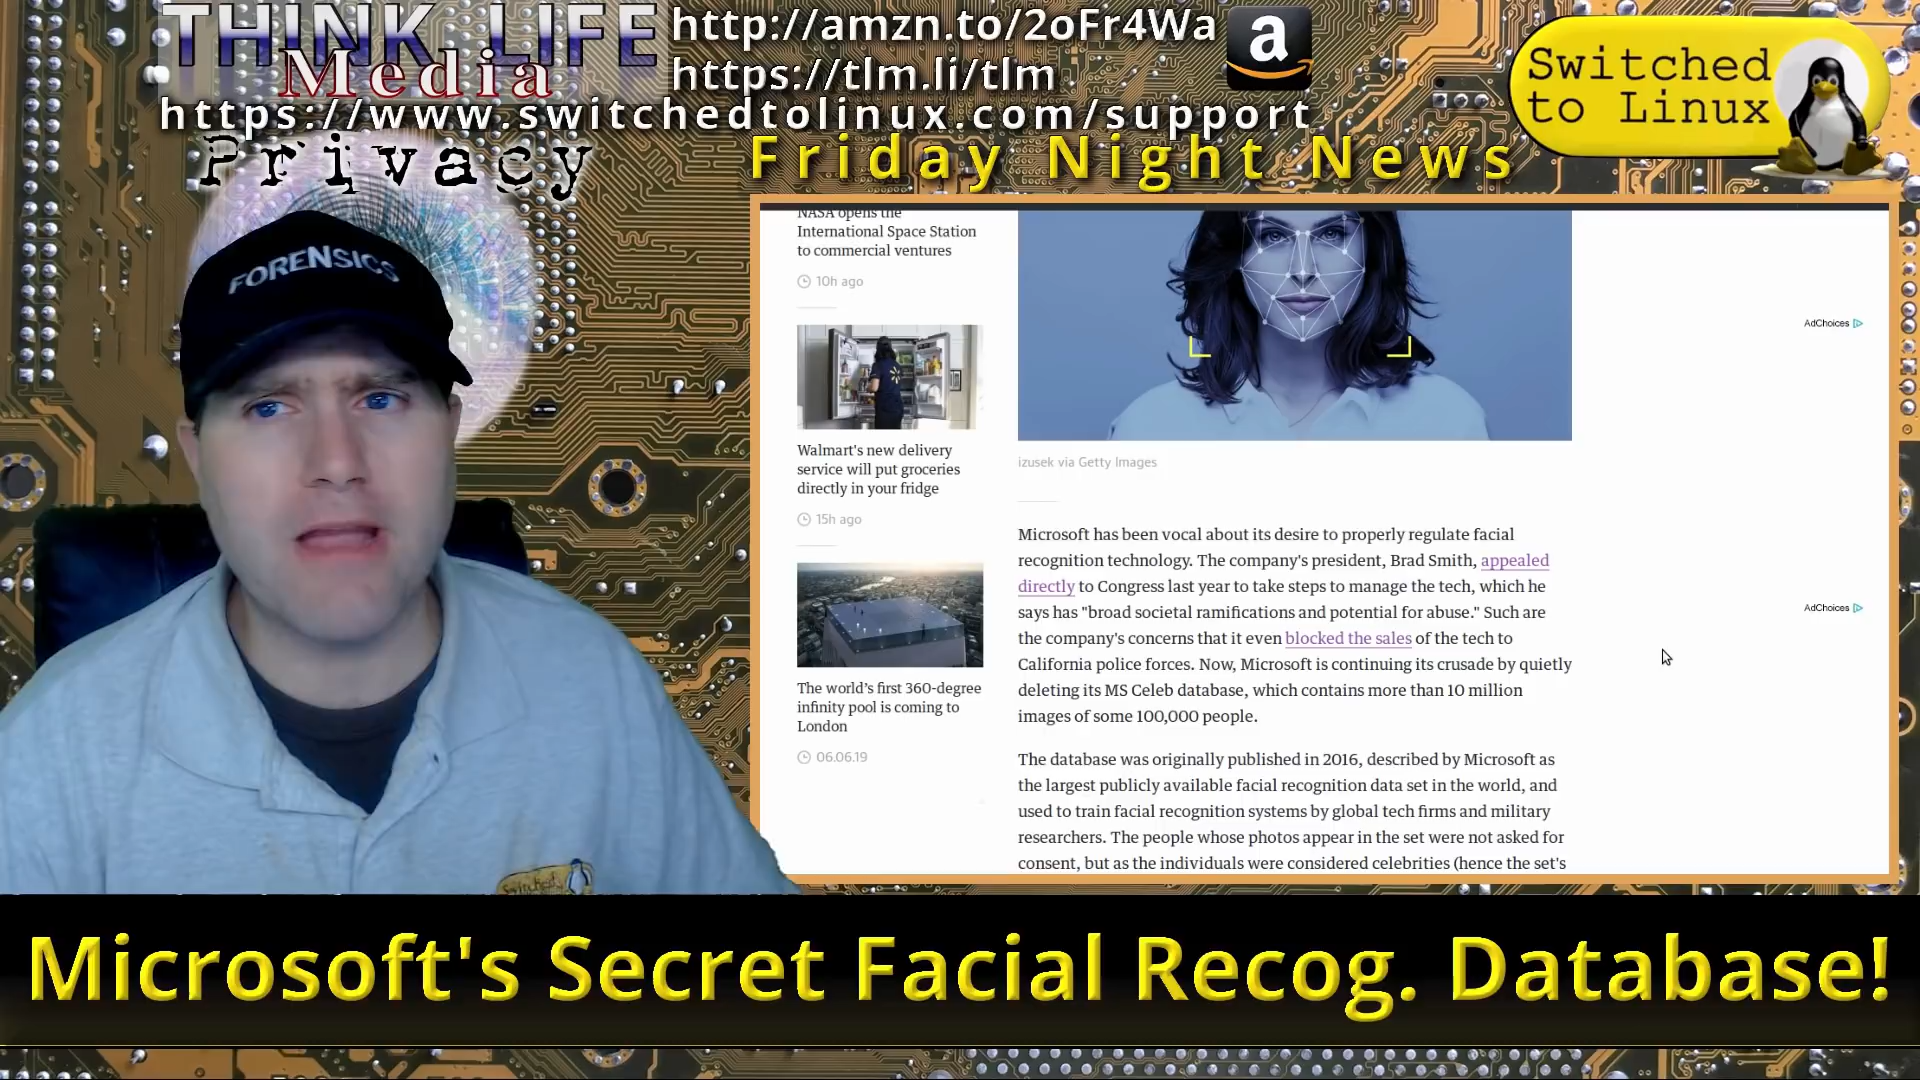 THINK LIFE
Media
http://amzn.to/2oFr4Wa
https://tlm.li/tlm
a
https://www.switchedtolinux.com/support
Switched
to Linux
Privacy
Friday Night News
FORENSICS
NASA opens the
International Space Station
to commercial ventures
10h ago
Walmart's new delivery
service will put groceries
directly in your fridge
15h ago
The world's first 360-degree
infinity pool is coming to
London
06.06.19
izusek via Getty Images
Microsoft has been vocal about its desire to properly regulate facial
recognition technology. The company's president, Brad Smith, appealed
directly to Congress last year to take steps to manage the tech, which he
says has "broad societal ramifications and potential for abuse." Such are
the company's concerns that it even blocked the sales of the tech to
California police forces. Now, Microsoft is continuing its crusade by quietly
deleting its MS Celeb database, which contains more than 10 million
images of some 100,000 people.
The database was originally published in 2016, described by Microsoft as
the largest publicly available facial recognition data set in the world, and
used to train facial recognition systems by global tech firms and military
researchers. The people whose photos appear in the set were not asked for
consent, but as the individuals were considered celebrities (hence the set's
AdChoices
AdChoices
Switched
Microsoft's Secret Facial Recog. Database!